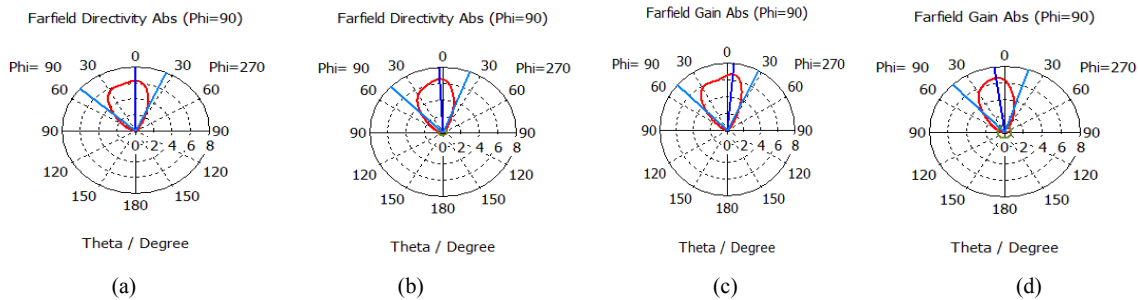 Farfield Directivity Abs (Phi=90)
0
30 30
Phi= 90 Phi=270
60 60
90 90
0 2 4 6 8
120 120
150 150
180
Theta / Degree
(a)
Farfield Directivity Abs (Phi=90)
0
30 30
Phi= 90 Phi=270
60 60
90 90
0 2 4 6 8
120 120
150 150
180
Theta / Degree
(b)
Farfield Gain Abs (Phi=90)
0
30 30
Phi= 90 Phi=270
60 60
90 90
0 2 4 6 8
120 120
150 150
180
Theta / Degree
(c)
Farfield Gain Abs (Phi=90)
0
30 30
Phi= 90 Phi=270
60 60
90 90
0 2 4 6 8
120 120
150 150
180
Theta / Degree
(d)